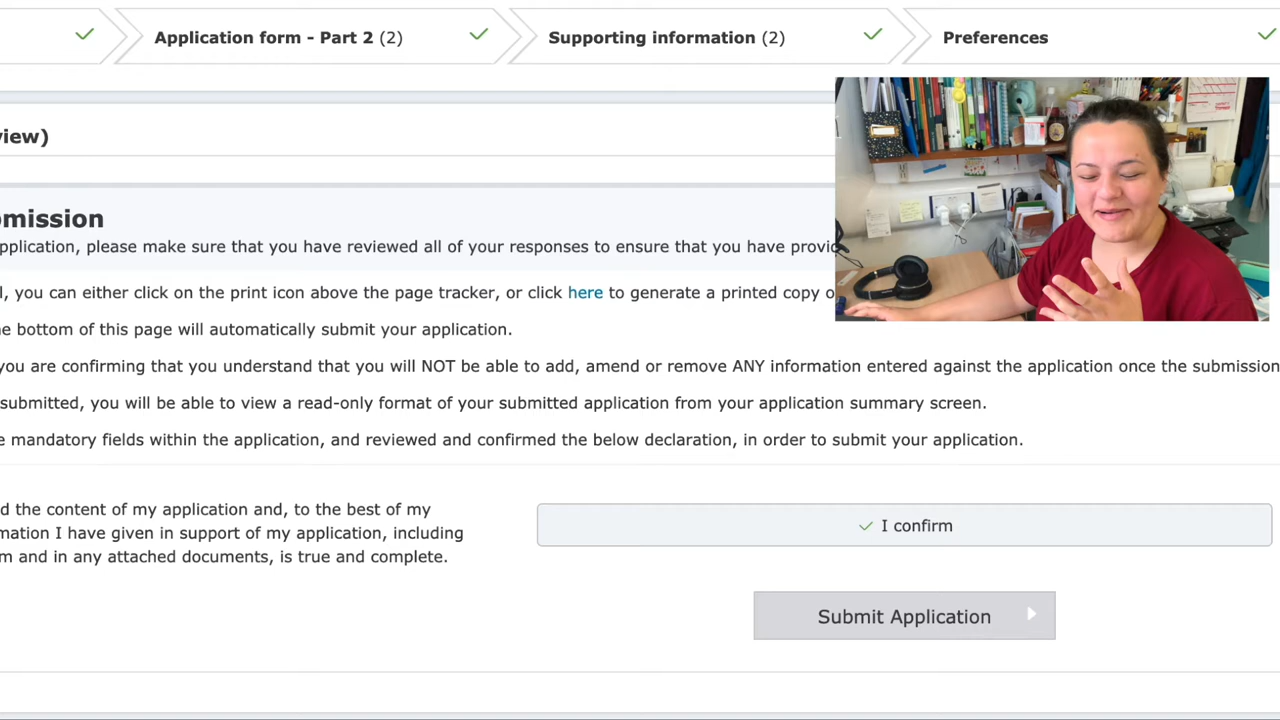 Application form - Part 2 (2)
Supporting information (2)
Preferences
view)
mission
pplication, please make sure that you have reviewed all of your responses to ensure that you have provid
l, you can either click on the print icon above the page tracker, or click here to generate a printed copy o
e bottom of this page will automatically submit your application.
you are confirming that you understand that you will NOT be able to add, amend or remove ANY information entered against the application once the submission
submitted, you will be able to view a read-only format of your submitted application from your application summary screen.
e mandatory fields within the application, and reviewed and confirmed the below declaration, in order to submit your application.
d the content of my application and, to the best of my
mation I have given in support of my application, including
m and in any attached documents, is true and complete.
I confirm
Submit Application